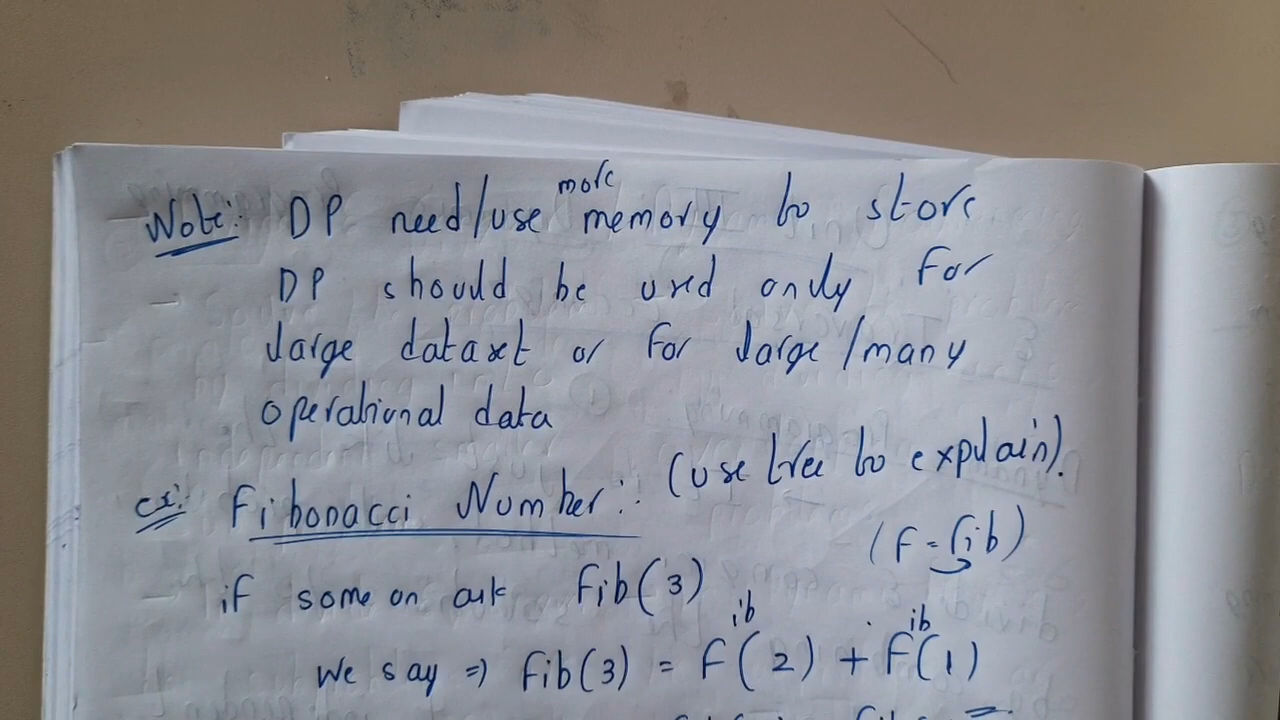 Note: DP need/use more memory to store
DP should be used only for
large dataset or for large/many
operational data
ex: Fibonacci Number: (use tree to explain).
(F = fib)
if some on ask Fib(3)
We say => fib(3) = Fib(2) + Fib(1)